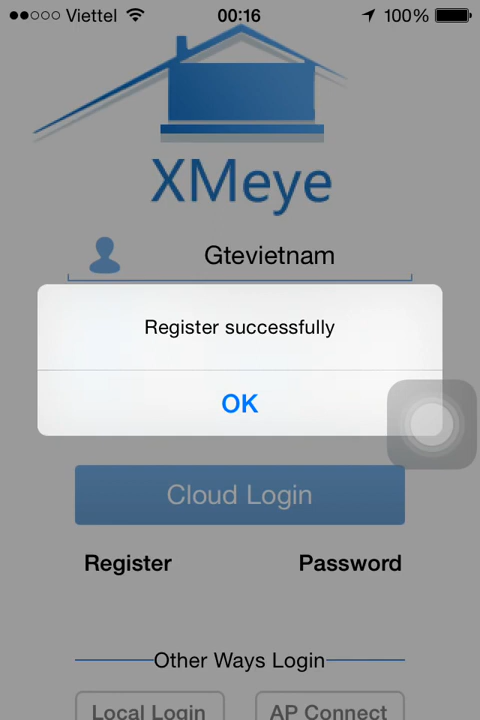 Viettel 00:16 100%
XMeye
Gtevietnam
Register successfully
OK
Cloud Login
Register Password
Other Ways Login
Local Login AP Connect